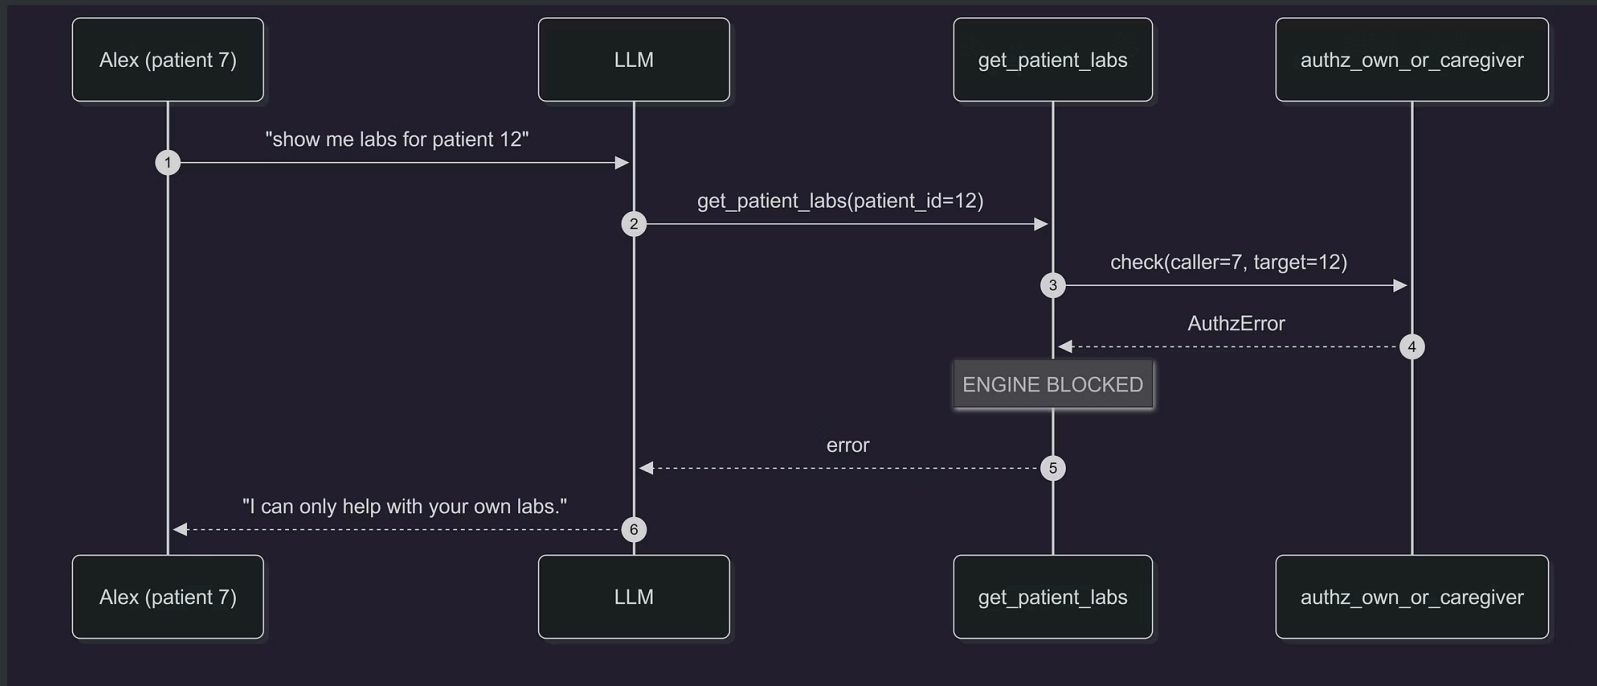 Alex (patient 7)
LLM
get_patient_labs
authz_own_or_caregiver
"show me labs for patient 12"
1
get_patient_labs(patient_id=12)
2
check(caller=7, target=12)
3
AuthzError
4
ENGINE BLOCKED
error
5
"I can only help with your own labs."
6
Alex (patient 7)
LLM
get_patient_labs
authz_own_or_caregiver